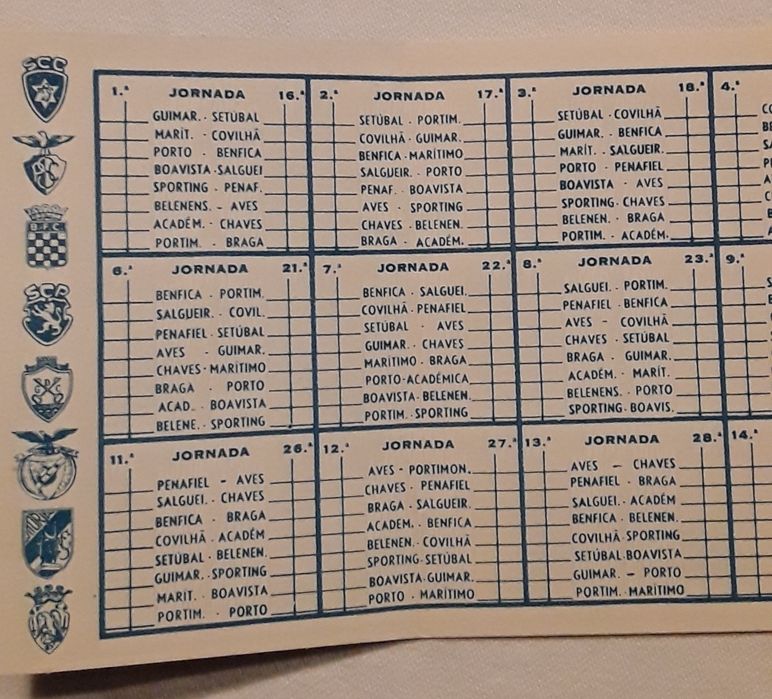 SCC
B.F.C.
SCP
1.ª JORNADA 16.ª
GUIMAR. - SETÚBAL
MARÍT. - COVILHÃ
PORTO - BENFICA
BOAVISTA-SALGUEI
SPORTING - PENAF.
BELENENS. - AVES
ACADÉM. - CHAVES
PORTIM. - BRAGA
2.ª JORNADA 17.ª
SETÚBAL - PORTIM.
COVILHÃ - GUIMAR.
BENFICA - MARÍTIMO
SALGUEIR. - PORTO
PENAF. - BOAVISTA
AVES - SPORTING
CHAVES - BELENEN.
BRAGA - ACADÉM.
3.ª JORNADA 18.ª
SETÚBAL - COVILHÃ
GUIMAR. - BENFICA
MARÍT. - SALGUEIR.
PORTO - PENAFIEL
BOAVISTA - AVES
SPORTING - CHAVES
BELENEN. - BRAGA
PORTIM. - ACADÉM.
4.ª
6.ª JORNADA 21.ª
BENFICA - PORTIM.
SALGUEIR. - COVIL.
PENAFIEL - SETÚBAL
AVES - GUIMAR.
CHAVES - MARÍTIMO
BRAGA - PORTO
ACAD. - BOAVISTA
BELENE. - SPORTING
7.ª JORNADA 22.ª
BENFICA - SALGUEI.
COVILHÃ - PENAFIEL
SETÚBAL - AVES
GUIMAR. - CHAVES
MARÍTIMO - BRAGA
PORTO-ACADÉMICA
BOAVISTA-BELENEN.
PORTIM. - SPORTING
8.ª JORNADA 23.ª
SALGUEI. - PORTIM.
PENAFIEL - BENFICA
AVES - COVILHÃ
CHAVES - SETÚBAL
BRAGA - GUIMAR.
ACADÉM. - MARÍT.
BELENENS. - PORTO
SPORTING - BOAVIS.
9.ª
11.ª JORNADA 26.ª
PENAFIEL - AVES
SALGUEI. - CHAVES
BENFICA - BRAGA
COVILHÃ - ACADÉM
SETÚBAL - BELENEN.
GUIMAR. - SPORTING
MARÍT. - BOAVISTA
PORTIM. - PORTO
12.ª JORNADA 27.ª
AVES - PORTIMON.
CHAVES - PENAFIEL
BRAGA - SALGUEIR.
ACADEM. - BENFICA
BELENEN. - COVILHÃ
SPORTING-SETÚBAL
BOAVISTA-GUIMAR.
PORTO - MARÍTIMO
13.ª JORNADA 28.ª
AVES - CHAVES
PENAFIEL - BRAGA
SALGUEI. - ACADÉM
BENFICA - BELENEN.
COVILHÃ-SPORTING
SETÚBAL-BOAVISTA
GUIMAR. - PORTO
PORTIM. - MARÍTIMO
14.ª